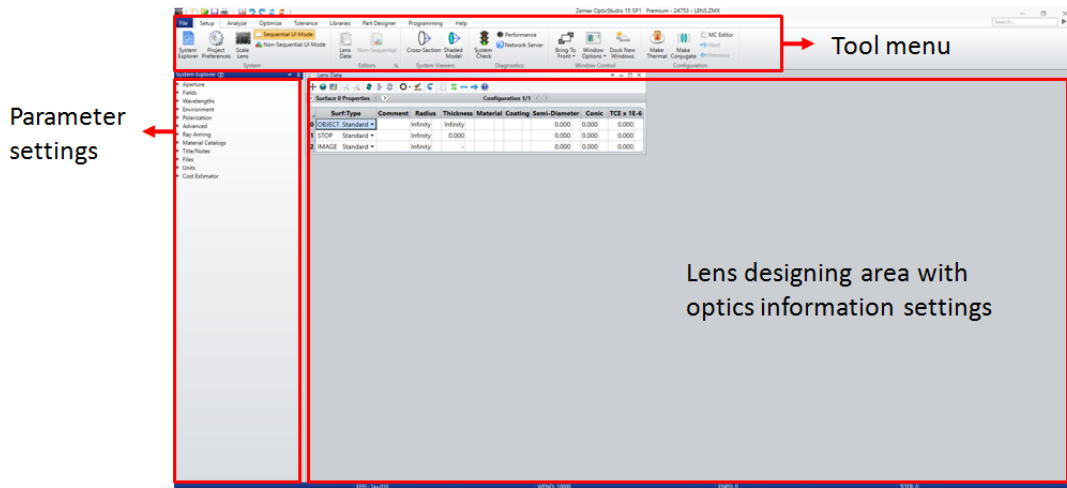 Zemax OpticStudio 15 SP1 Premium - 24753 - LENS.ZMX
File Setup Analyze Optimize Tolerance Libraries Part Designer Programming Help
Search...
System Explorer
Project Preferences
Scale Lens
Sequential UI Mode
Non-Sequential UI Mode
System
Lens Data
Non-Sequential
Editors
Cross-Section
Shaded Model
System Viewers
System Check
Performance
Network Server
Diagnostics
Bring To Front
Window Options
Dock New Windows
Window Control
Make Thermal
Make Conjugate
MC Editor
Next
Previous
Configuration
Tool menu
System Explorer
Aperture
Fields
Wavelengths
Environment
Polarization
Advanced
Ray Aiming
Material Catalogs
Title/Notes
Files
Units
Cost Estimator
Parameter
settings
Lens Data
Surface 0 Properties Configuration 1/1
Surf:Type Comment Radius Thickness Material Coating Semi-Diameter Conic TCE x 1E-6
0 OBJECT Standard Infinity Infinity 0.000 0.000 0.000
1 STOP Standard Infinity 0.000 0.000 0.000 0.000
2 IMAGE Standard Infinity - 0.000 0.000 0.000
Lens designing area with
optics information settings